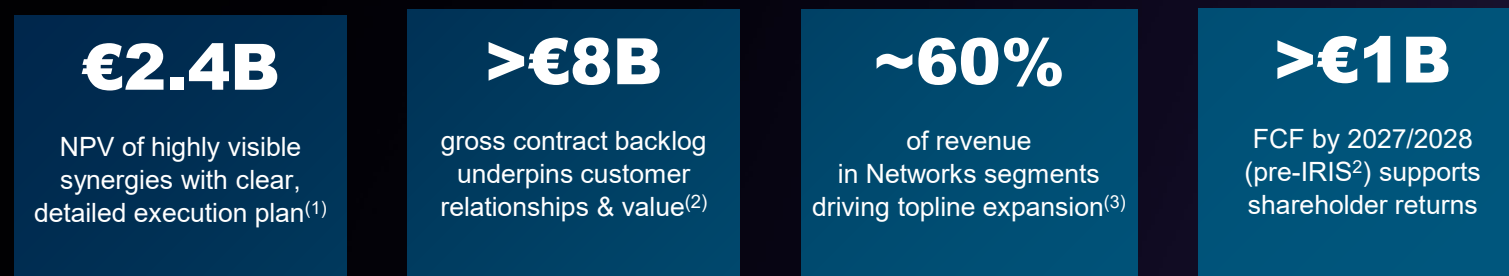 €2.4B
NPV of highly visible
synergies with clear,
detailed execution plan(1)
>€8B
gross contract backlog
underpins customer
relationships & value(2)
~60%
of revenue
in Networks segments
driving topline expansion(3)
>€1B
FCF by 2027/2028
(pre-IRIS2) supports
shareholder returns